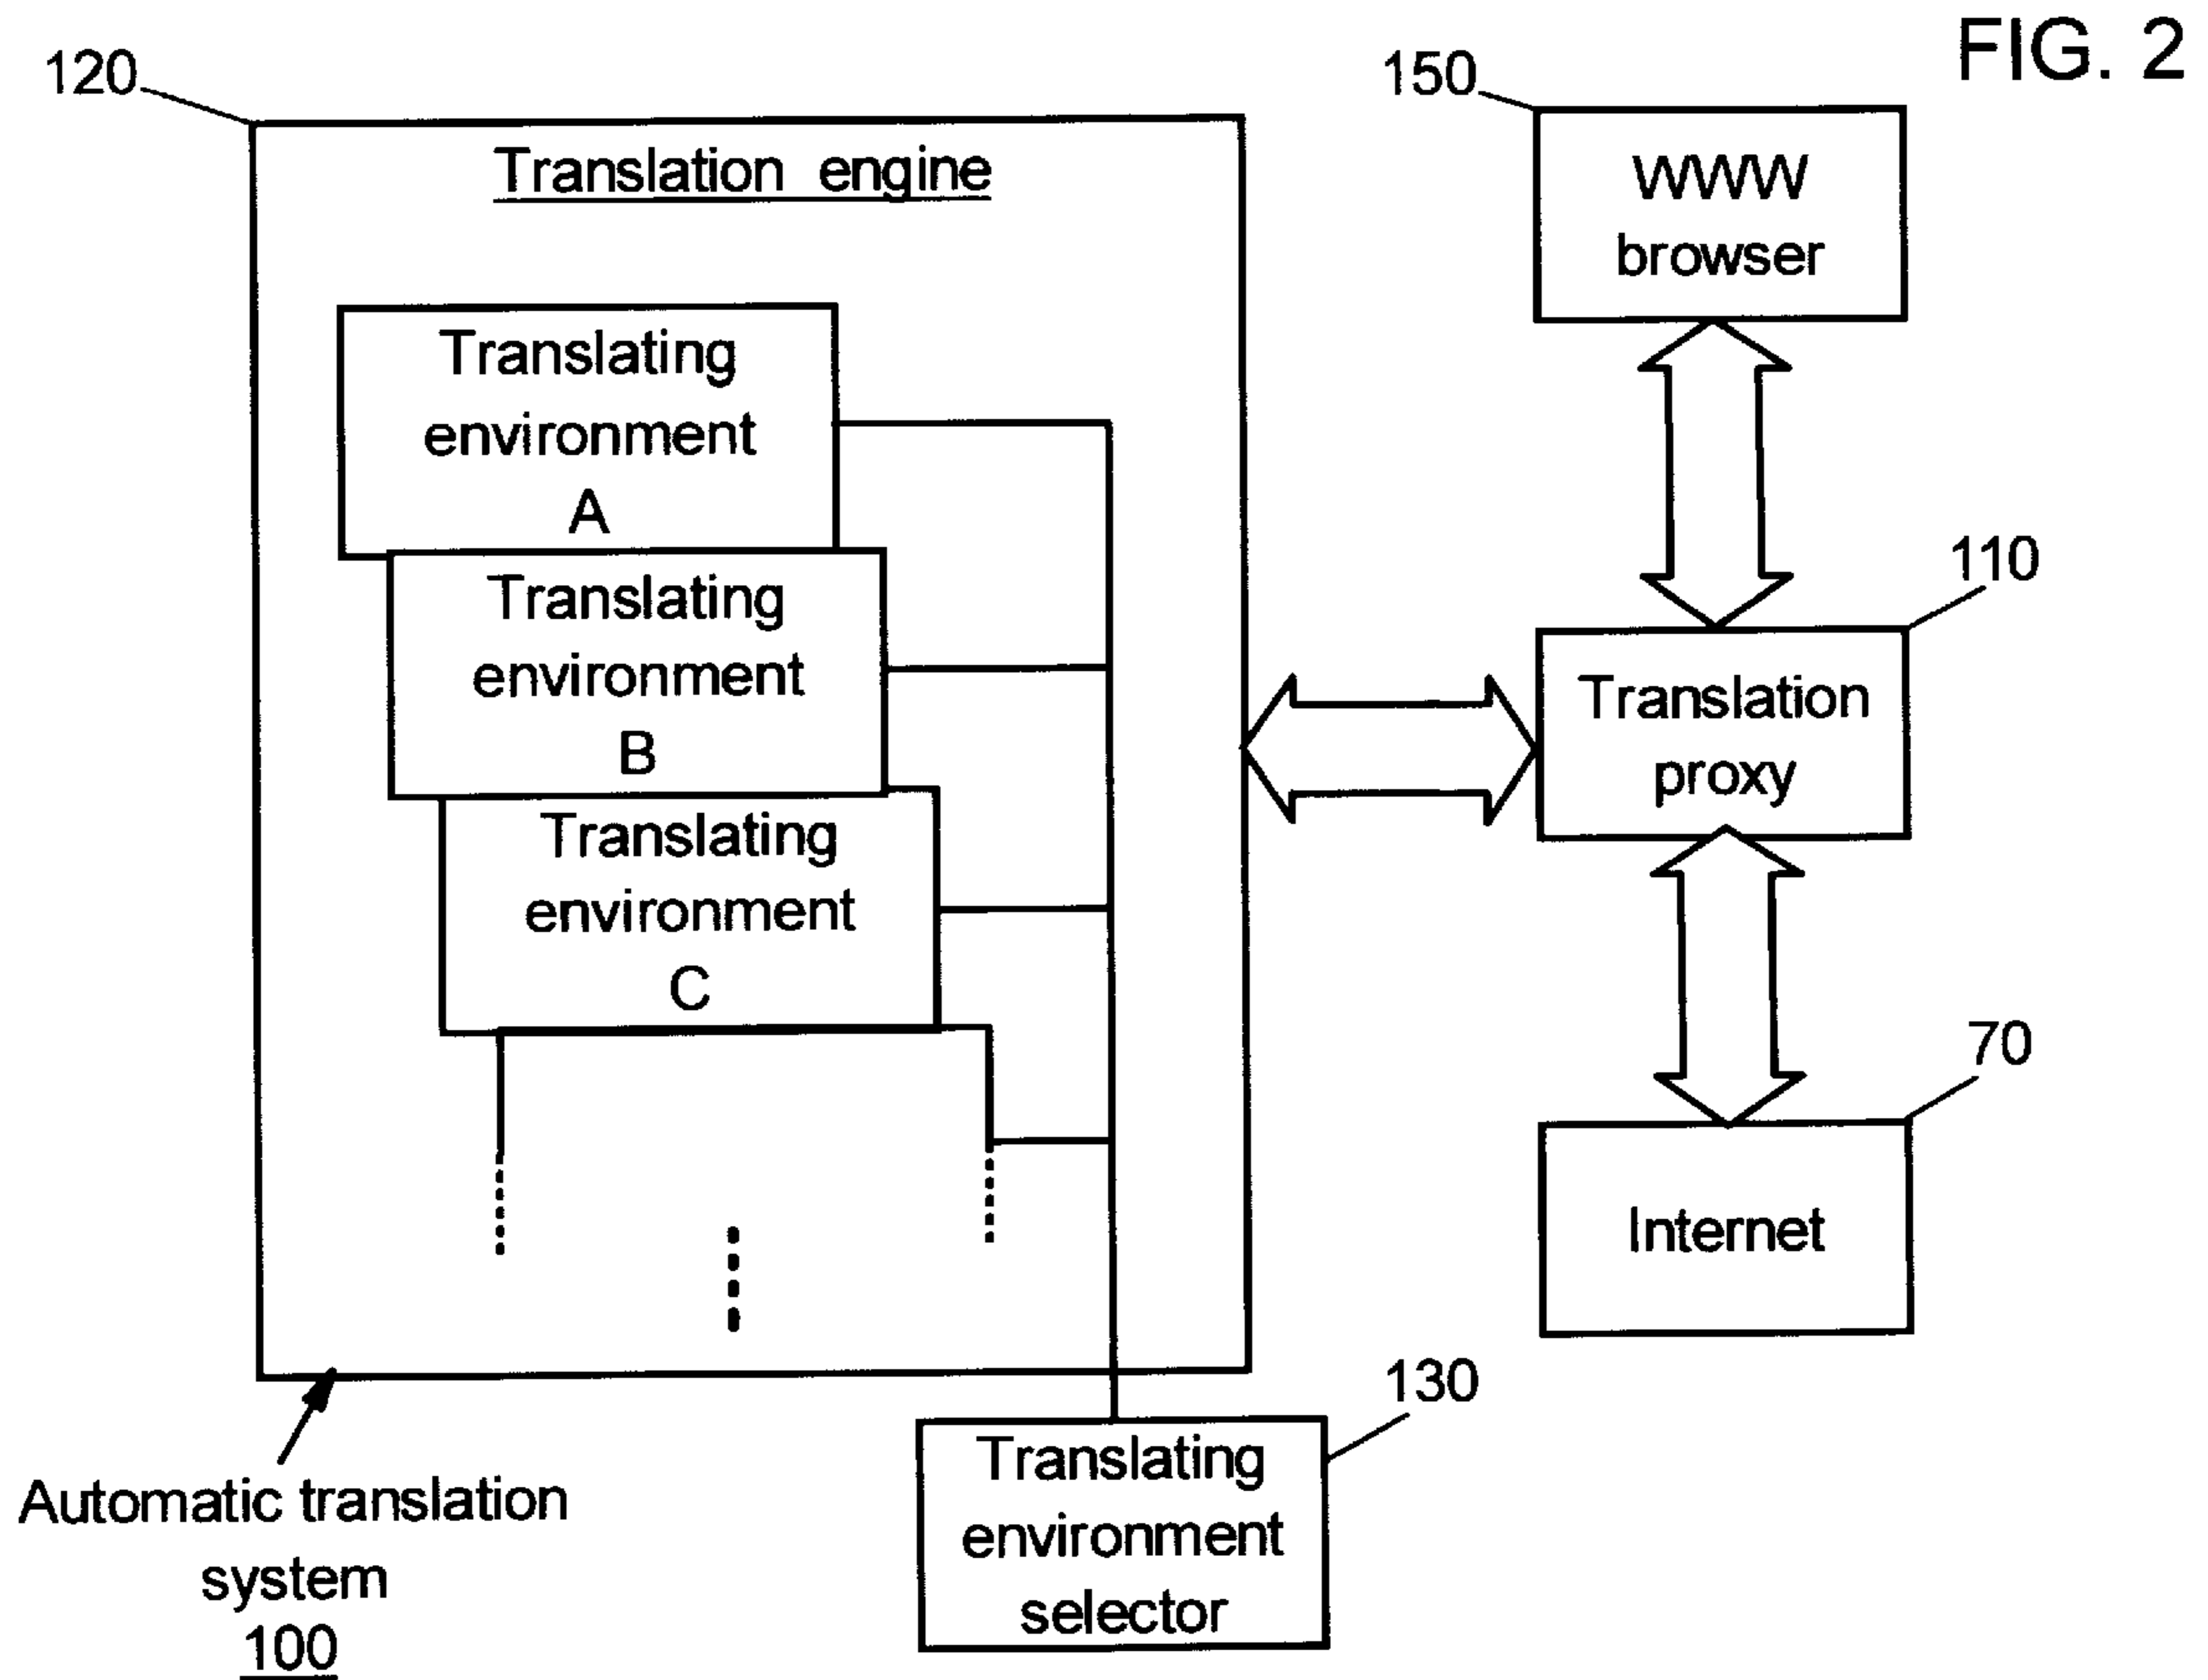 FIG. 2
120
Translation engine
Translating
environment
A
Translating
environment
B
Translating
environment
C
150
WWW
browser
110
Translation
proxy
70
Internet
130
Translating
environment
selector
Automatic translation
system
100